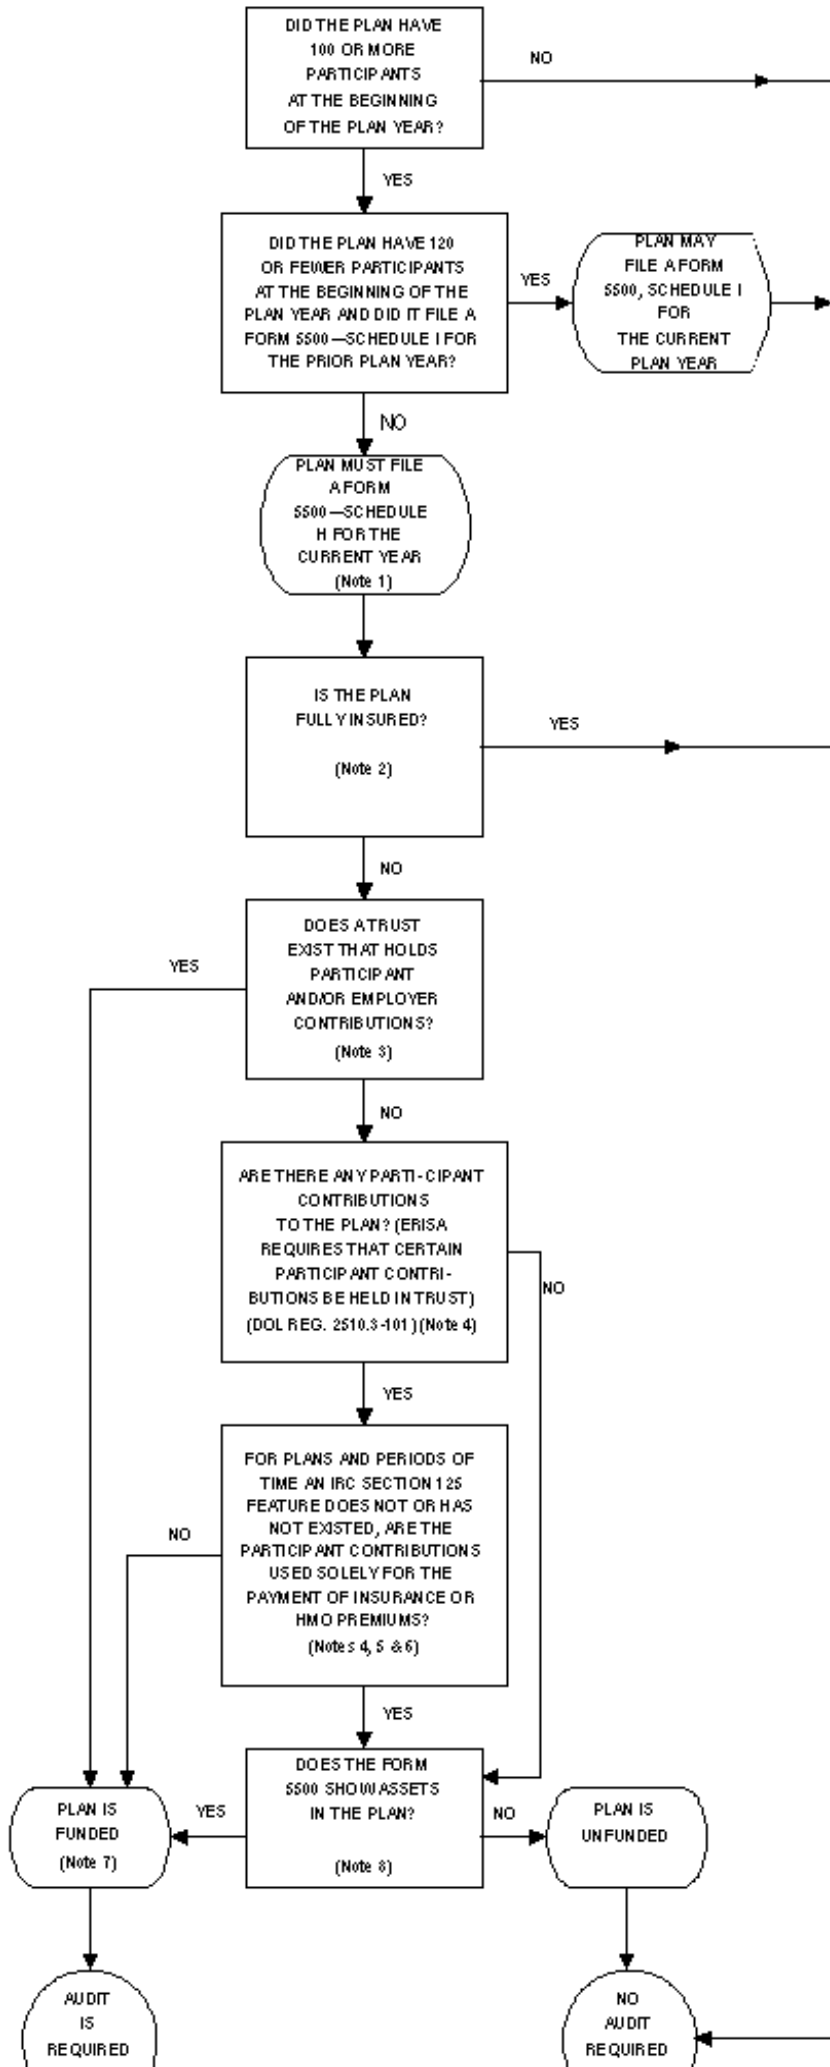 DID THE PLAN HAVE
100 OR MORE
PARTICIPANTS
AT THE BEGINNING
OF THE PLAN YEAR?
NO
YES
DID THE PLAN HAVE 120
OR FEWER PARTICIPANTS
AT THE BEGINNING OF THE
PLAN YEAR AND DID IT FILE A
FORM 5500—SCHEDULE I FOR
THE PRIOR PLAN YEAR?
YES
PLAN MAY
FILE A FORM
5500, SCHEDULE I
FOR
THE CURRENT
PLAN YEAR
NO
PLAN MUST FILE
A FORM
5500—SCHEDULE
H FOR THE
CURRENT YEAR
(Note 1)
IS THE PLAN
FULLY INSURED?
(Note 2)
YES
NO
DOES A TRUST
EXIST THAT HOLDS
PARTICIPANT
AND/OR EMPLOYER
CONTRIBUTIONS?
(Note 3)
YES
NO
ARE THERE ANY PARTI-CIPANT
CONTRIBUTIONS
TO THE PLAN? (ERISA
REQUIRES THAT CERTAIN
PARTICIPANT CONTRI-
BUTIONS BE HELD IN TRUST)
(DOL REG. 2510.3-101) (Note 4)
NO
YES
FOR PLANS AND PERIODS OF
TIME AN IRC SECTION 125
FEATURE DOES NOT OR HAS
NOT EXISTED, ARE THE
PARTICIPANT CONTRIBUTIONS
USED SOLELY FOR THE
PAYMENT OF INSURANCE OR
HMO PREMIUMS?
(Notes 4, 5 & 6)
NO
YES
DOES THE FORM
5500 SHOW ASSETS
IN THE PLAN?
(Note 8)
YES
NO
PLAN IS
FUNDED
(Note 7)
PLAN IS
UNFUNDED
AUDIT
IS
REQUIRED
NO
AUDIT
REQUIRED